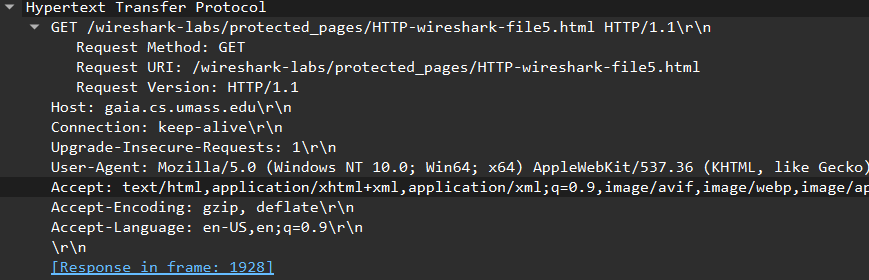 Hypertext Transfer Protocol
GET /wireshark-labs/protected_pages/HTTP-wireshark-file5.html HTTP/1.1\r\n
Request Method: GET
Request URI: /wireshark-labs/protected_pages/HTTP-wireshark-file5.html
Request Version: HTTP/1.1
Host: gaia.cs.umass.edu\r\n
Connection: keep-alive\r\n
Upgrade-Insecure-Requests: 1\r\n
User-Agent: Mozilla/5.0 (Windows NT 10.0; Win64; x64) AppleWebKit/537.36 (KHTML, like Gecko)
Accept: text/html,application/xhtml+xml,application/xml;q=0.9,image/avif,image/webp,image/ap
Accept-Encoding: gzip, deflate\r\n
Accept-Language: en-US,en;q=0.9\r\n
\r\n
[Response in frame: 1928]